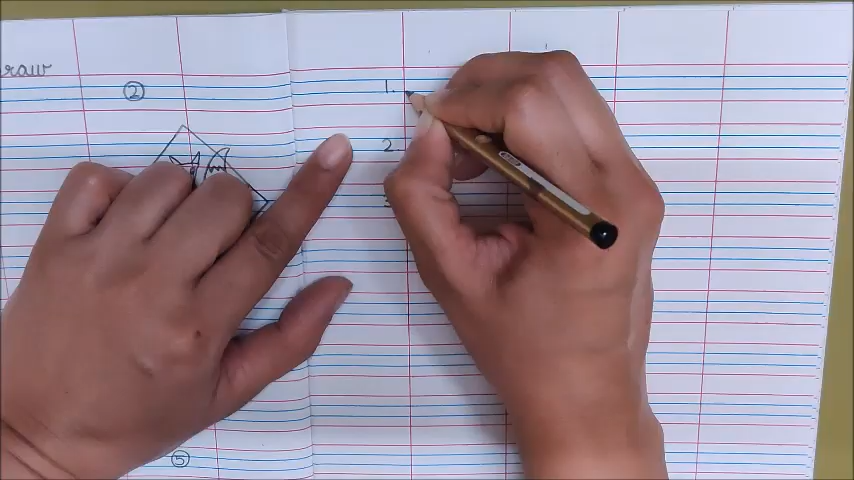 raw
②
1.
2.
⑤